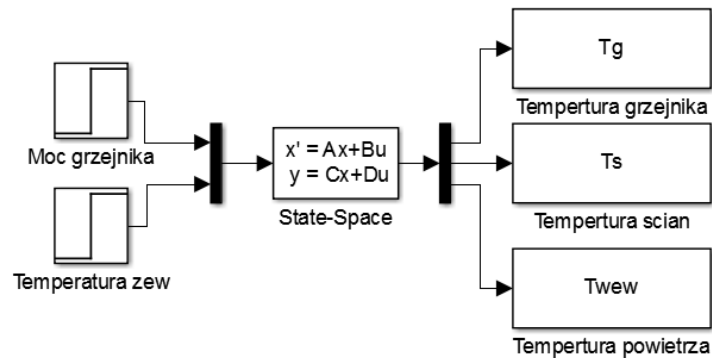 Moc grzejnika
Temperatura zew
x' = Ax+Bu
y = Cx+Du
State-Space
Tg
Tempertura grzejnika
Ts
Tempertura scian
Twew
Tempertura powietrza